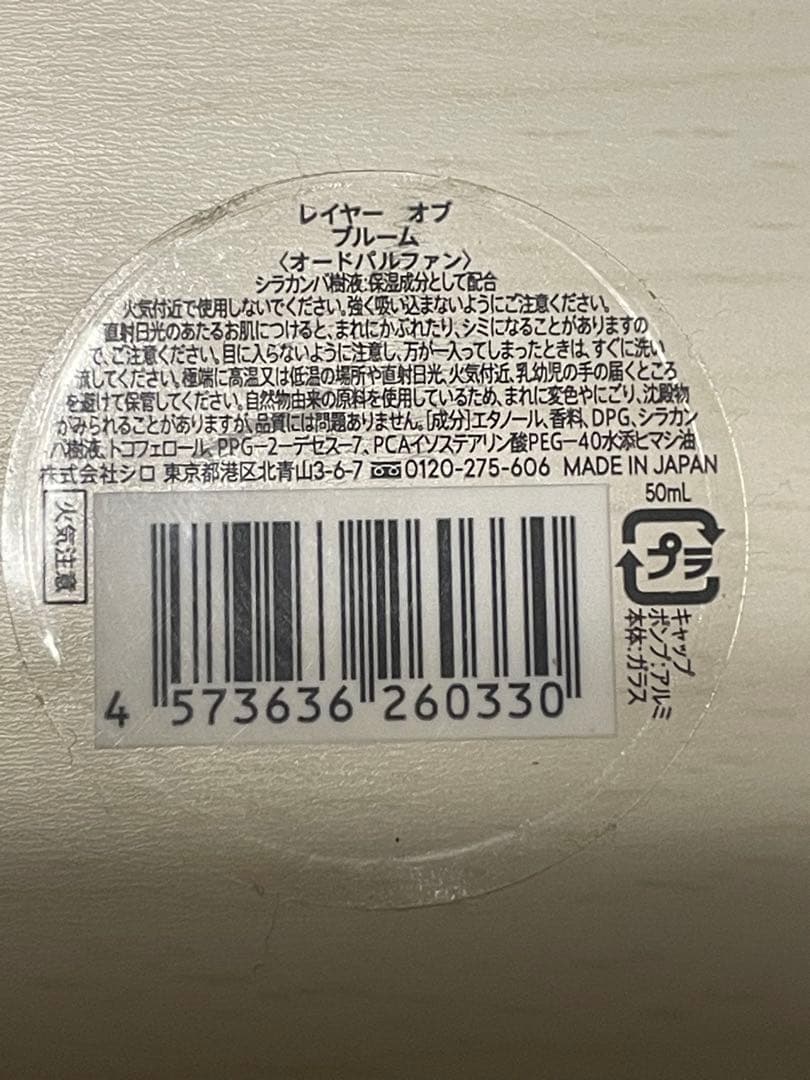 レイヤー オブ
ブルーム
〈オードパルファン〉
シラカンバ樹液:保湿成分として配合
火気付近で使用しないでください。強く吸い込まないようにご注意ください。
直射日光のあたるお肌につけると、まれにかぶれたり、シミになることがありますの
で、ご注意ください。目に入らないように注意し、万が一入ってしまったときは、すぐに洗い
流してください。極端に高温又は低温の場所や直射日光、火気付近、乳幼児の手の届くところ
を避けて保管してください。自然物由来の原料を使用しているため、まれに変色やにごり、沈殿物
がみられることがありますが、品質には問題ありません。[成分]エタノール、香料、DPG、シラカン
バ樹液、トコフェロール、PPG−2−デセス−7、PCAイソステアリン酸PEG−40水添ヒマシ油
株式会社シロ 東京都港区北青山3-6-7 0120-275-606 MADE IN JAPAN
50mL
火気注意
プラ
キャップ
ポンプ:アルミ
本体:ガラス
4 573636 260330